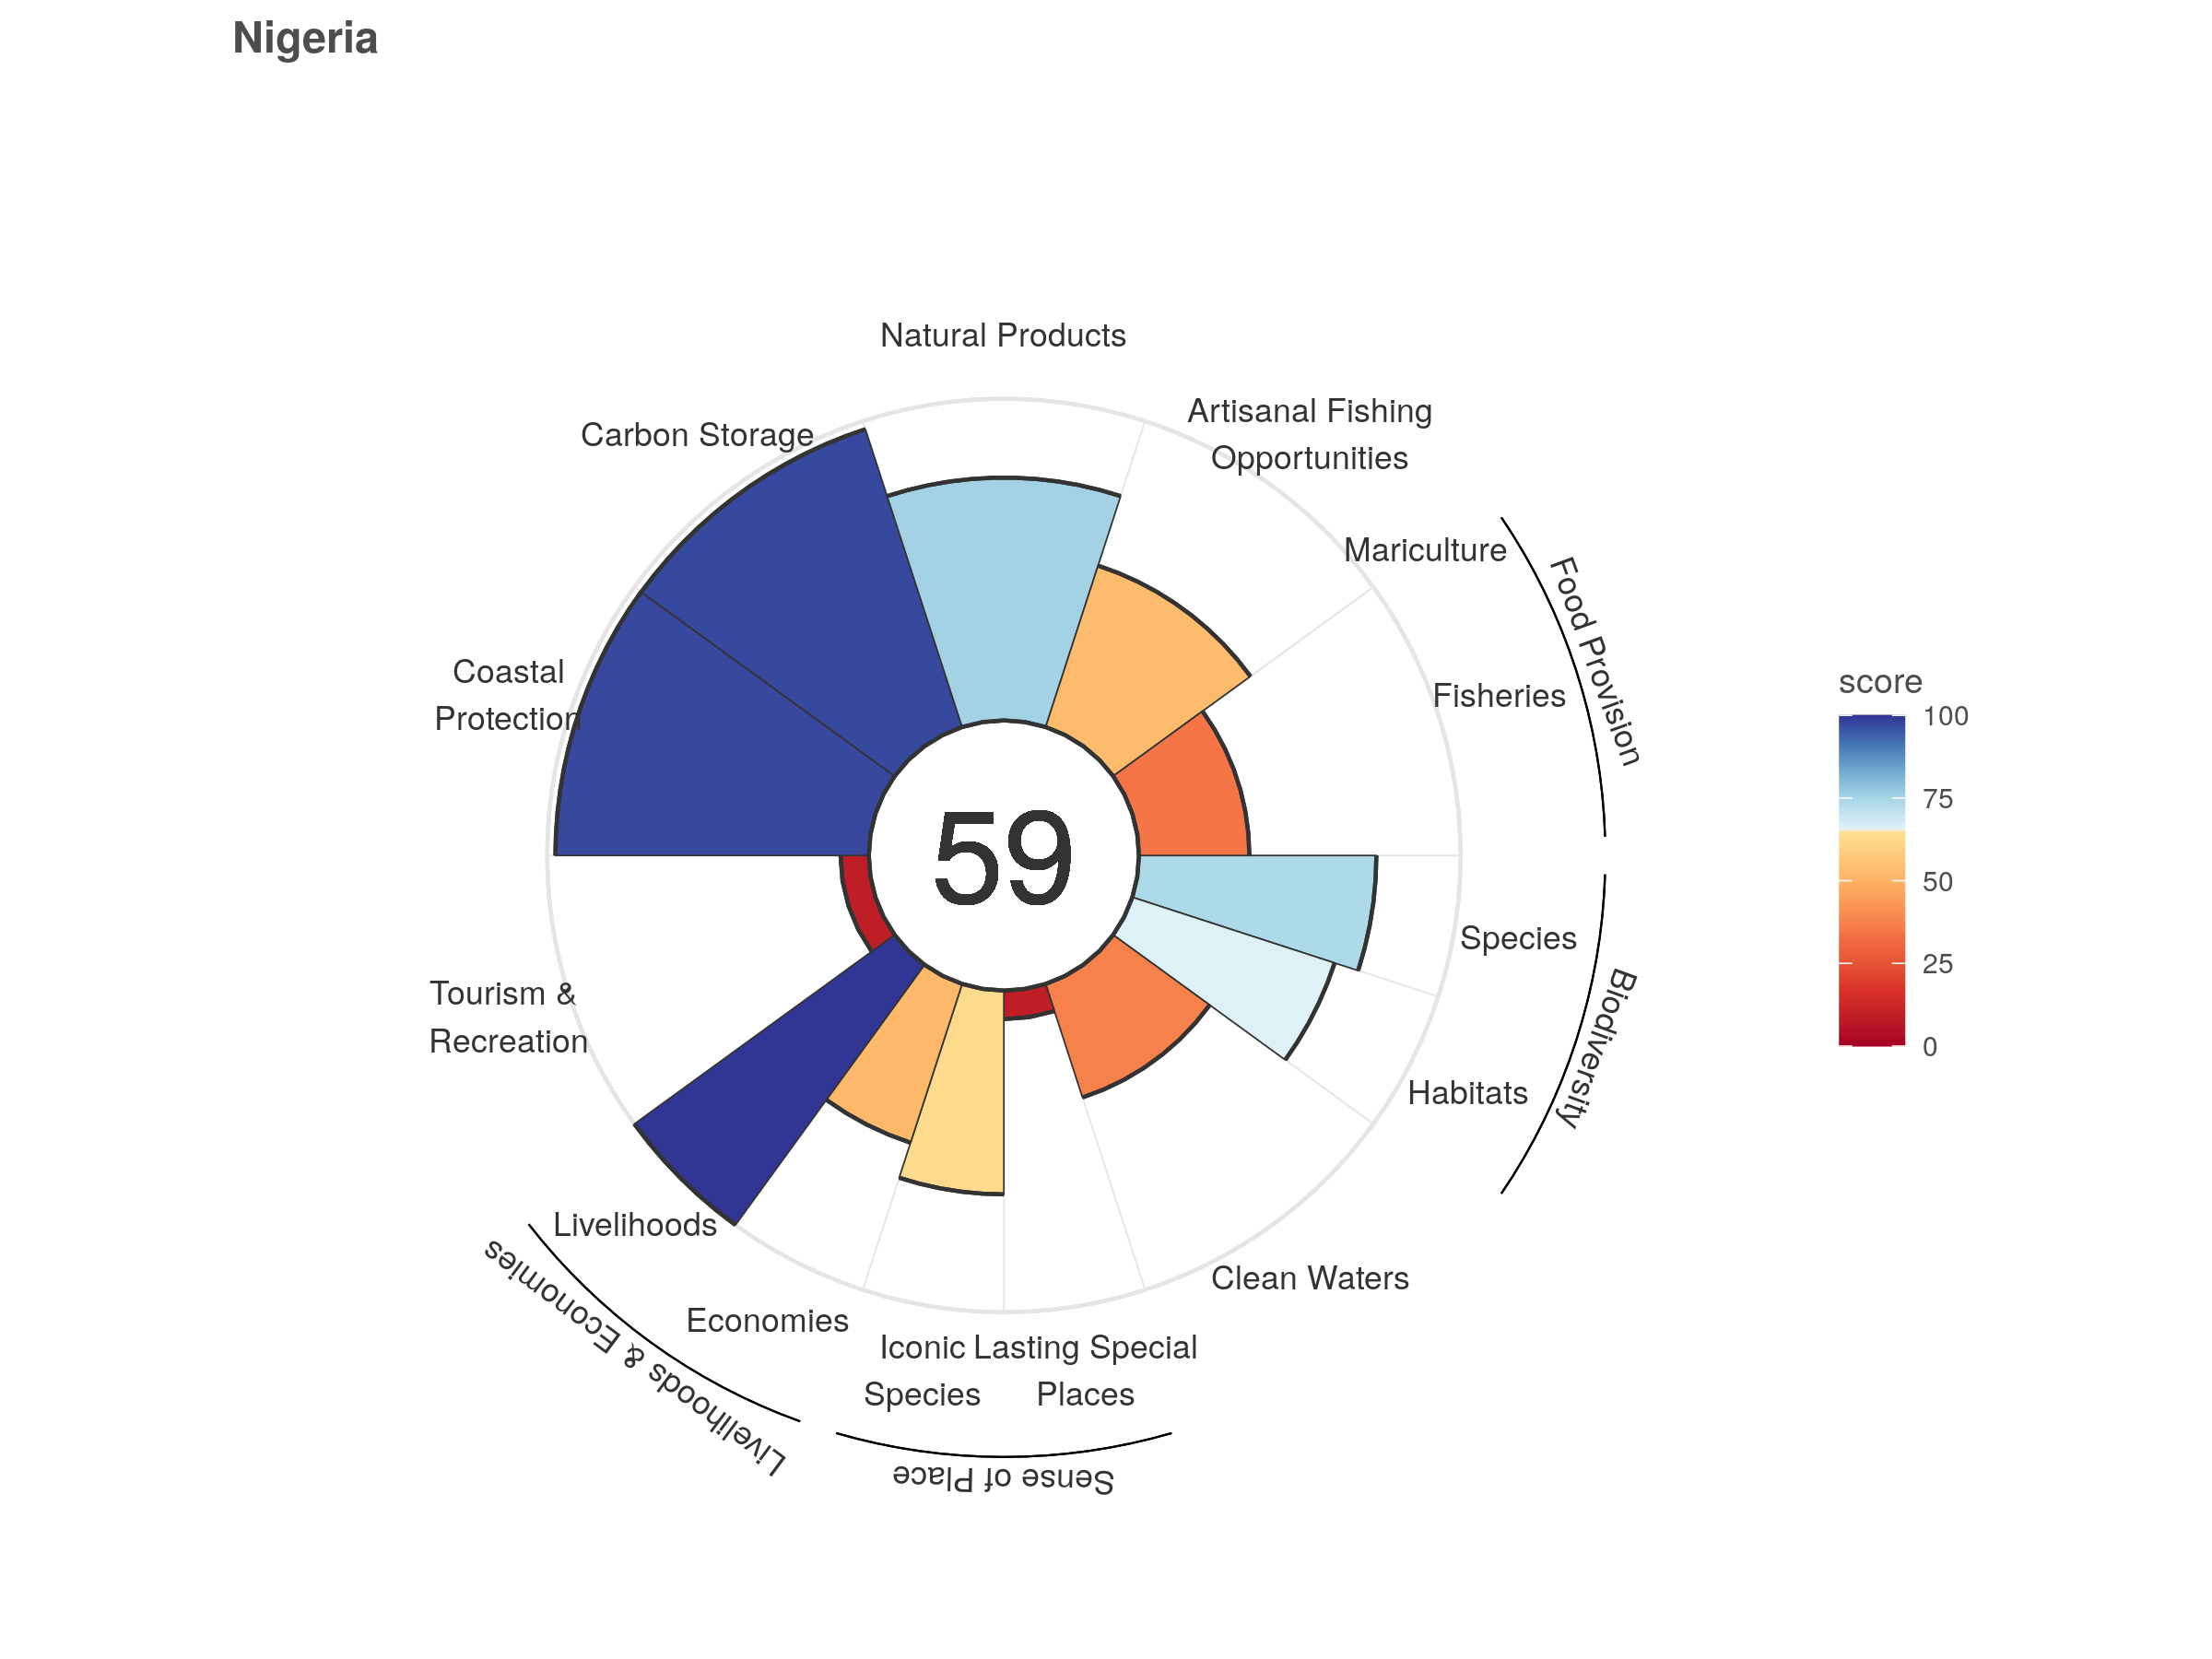 Nigeria
Natural Products
Artisanal Fishing
Opportunities
Carbon Storage
Mariculture
Food Provision
Fisheries
Coastal
Protection
59
Species
Biodiversity
Habitats
Tourism &
Recreation
Livelihoods
Livelihoods & Economies
Economies
Clean Waters
Iconic
Species
Lasting Special
Places
Sense of Place
score
100
75
50
25
0